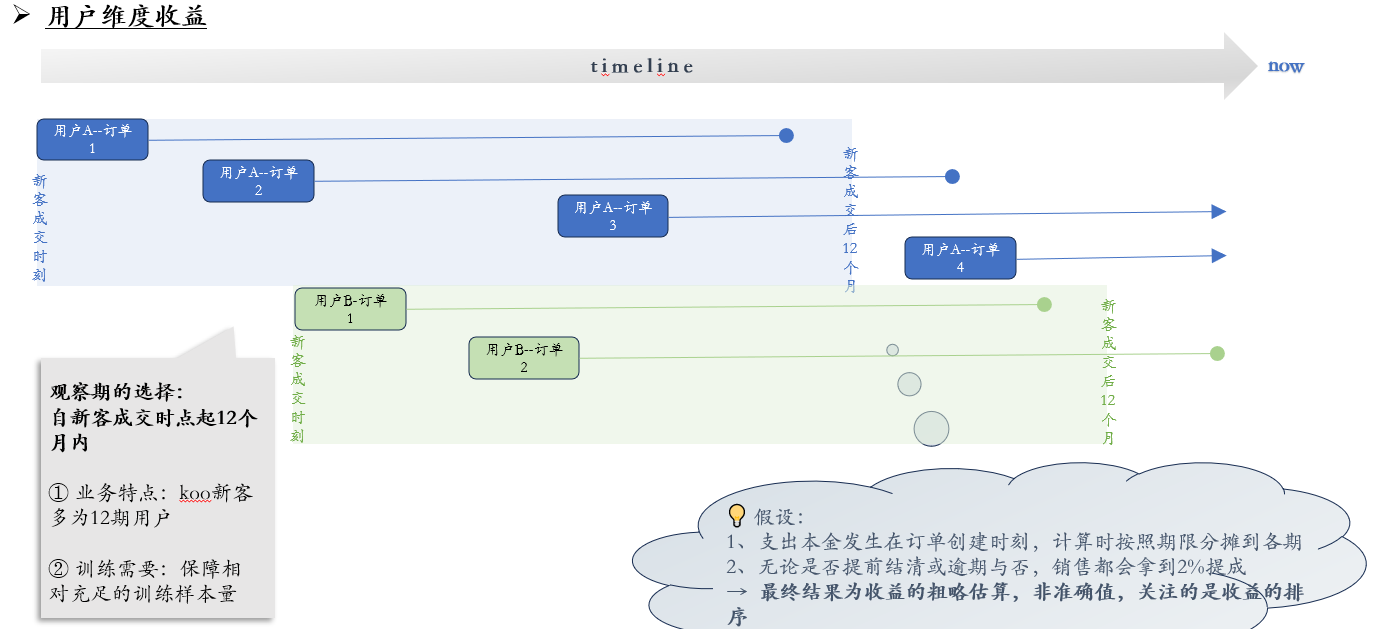 ➢ 用户维度收益
timeline
now
用户A--订单
1
用户A--订单
2
用户A--订单
3
用户A--订单
4
新客成交时刻
新客成交后12个月
用户B-订单
1
用户B--订单
2
新客成交时刻
新客成交后12个月
观察期的选择：
自新客成交时点起12个
月内
① 业务特点：koo新客
多为12期用户
② 训练需要：保障相
对充足的训练样本量
假设：
1、支出本金发生在订单创建时刻，计算时按照期限分摊到各期
2、无论是否提前结清或逾期与否，销售都会拿到2%提成
→ 最终结果为收益的粗略估算，非准确值，关注的是收益的排
序